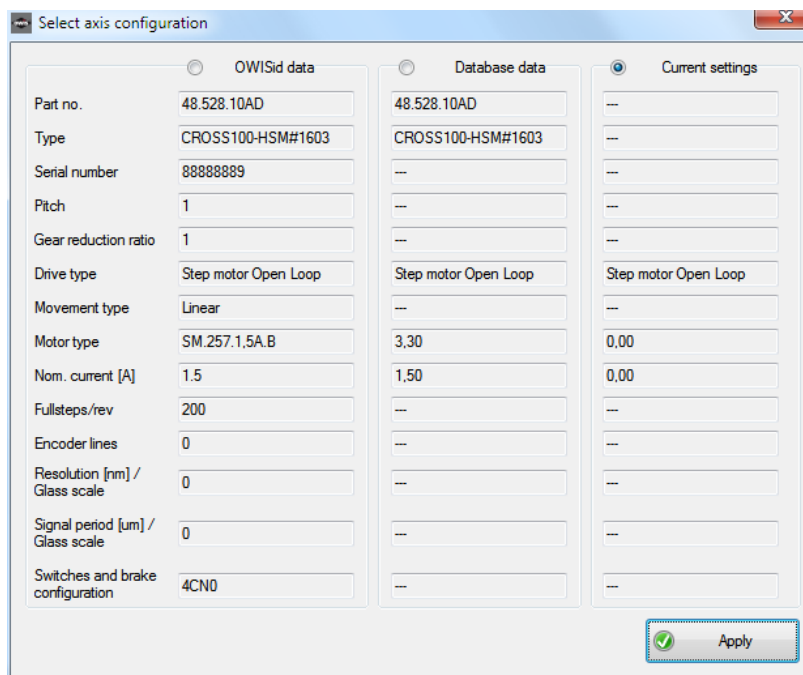 Select axis configuration
OWISid data Database data Current settings
Part no. 48.528.10AD 48.528.10AD ---
Type CROSS100-HSM#1603 CROSS100-HSM#1603 ---
Serial number 88888889 --- ---
Pitch 1 --- ---
Gear reduction ratio 1 --- ---
Drive type Step motor Open Loop Step motor Open Loop Step motor Open Loop
Movement type Linear --- ---
Motor type SM.257.1,5A.B 3,30 0,00
Nom. current [A] 1.5 1,50 0,00
Fullsteps/rev 200 --- ---
Encoder lines 0 --- ---
Resolution [nm] /
Glass scale 0 --- ---
Signal period [um] /
Glass scale 0 --- ---
Switches and brake
configuration 4CN0 --- ---
Apply